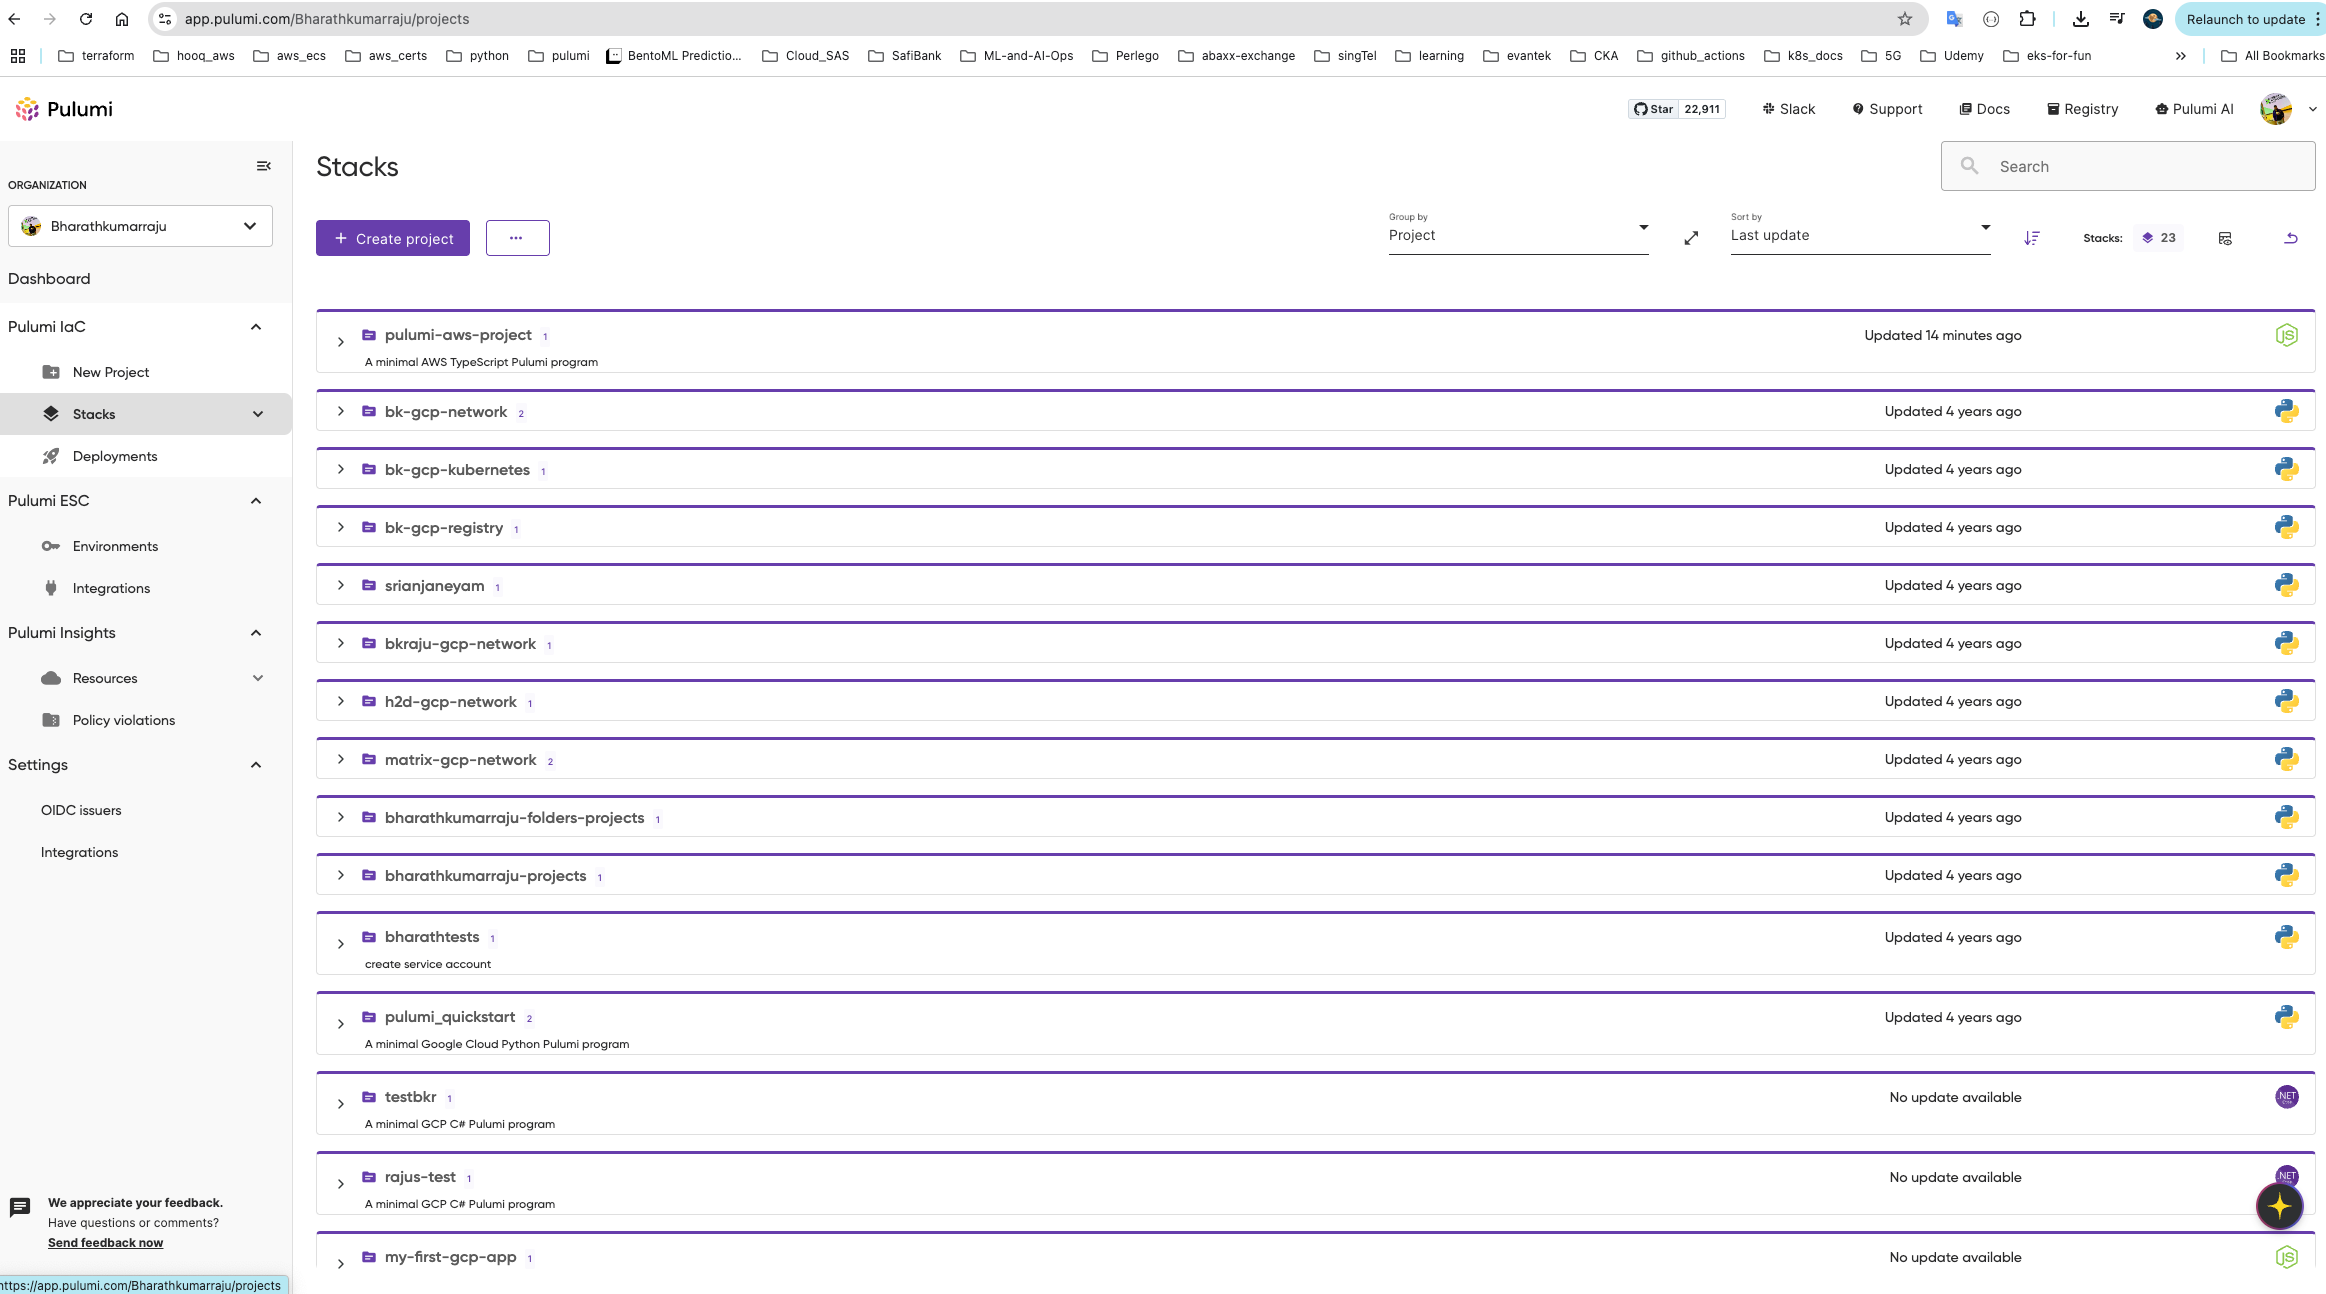 app.pulumi.com/Bharathkumarraju/projects
Relaunch to update
terraform hooq_aws aws_ecs aws_certs python pulumi BentoML Predictio... Cloud_SAS SafiBank ML-and-AI-Ops Perlego abaxx-exchange singTel learning evantek CKA github_actions k8s_docs 5G Udemy eks-for-fun » All Bookmarks
Pulumi
Star 22,911 Slack Support Docs Registry Pulumi AI
ORGANIZATION
Bharathkumarraju
Dashboard
Pulumi IaC
New Project
Stacks
Deployments
Pulumi ESC
Environments
Integrations
Pulumi Insights
Resources
Policy violations
Settings
OIDC issuers
Integrations
We appreciate your feedback.
Have questions or comments?
Send feedback now
https://app.pulumi.com/Bharathkumarraju/projects
Stacks
Search
+ Create project
...
Group by
Project
Sort by
Last update
Stacks: 23
pulumi-aws-project 1 Updated 14 minutes ago JS
A minimal AWS TypeScript Pulumi program
bk-gcp-network 2 Updated 4 years ago
bk-gcp-kubernetes 1 Updated 4 years ago
bk-gcp-registry 1 Updated 4 years ago
srianjaneyam 1 Updated 4 years ago
bkraju-gcp-network 1 Updated 4 years ago
h2d-gcp-network 1 Updated 4 years ago
matrix-gcp-network 2 Updated 4 years ago
bharathkumarraju-folders-projects 1 Updated 4 years ago
bharathkumarraju-projects 1 Updated 4 years ago
bharathtests 1 Updated 4 years ago
create service account
pulumi_quickstart 2 Updated 4 years ago
A minimal Google Cloud Python Pulumi program
testbkr 1 No update available .NET
A minimal GCP C# Pulumi program
rajus-test 1 No update available .NET
A minimal GCP C# Pulumi program
my-first-gcp-app 1 No update available JS